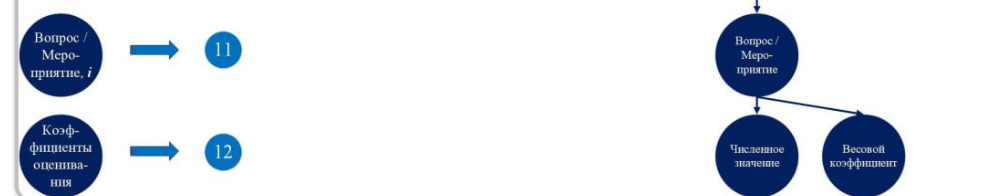 Вопрос /
Меро-
приятие, i
11
Вопрос /
Меро-
приятие
Коэф-
фициенты
оценива-
ния
12
Численное
значение
Весовой
коэффициент